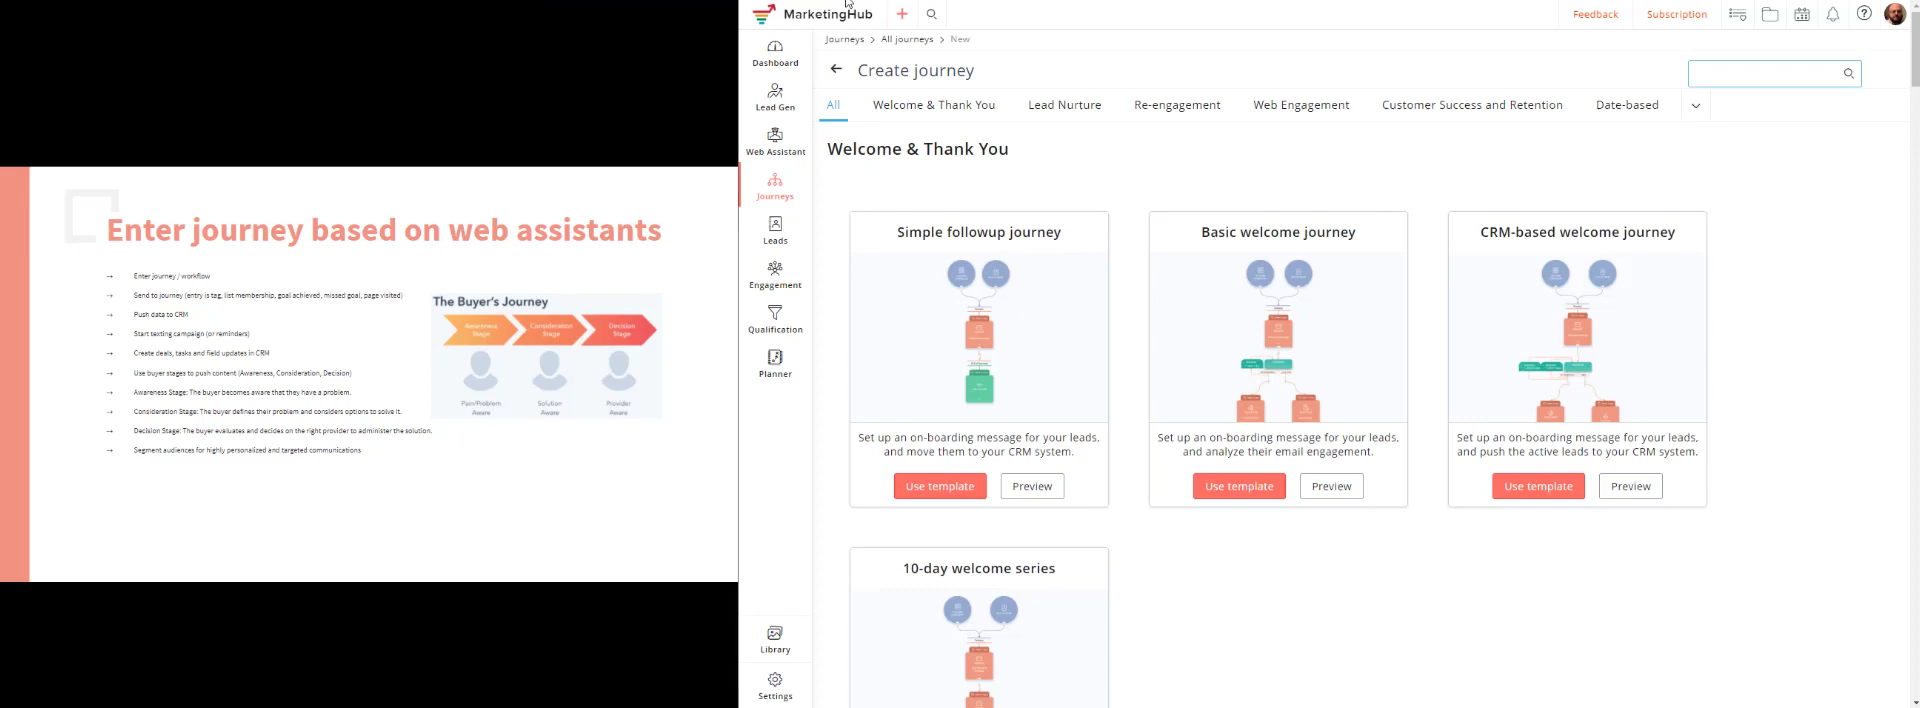 Enter journey based on web assistants
→ Enter journey / workflow
→ Send to journey (entry is tag, list membership, goal achieved, missed goal, page visited)
→ Push data to CRM
→ Start texting campaign (or reminders)
→ Create deals, tasks and field updates in CRM
→ Use buyer stages to push content (Awareness, Consideration, Decision)
→ Awareness Stage: The buyer becomes aware that they have a problem.
→ Consideration Stage: The buyer defines their problem and considers options to solve it.
→ Decision Stage: The buyer evaluates and decides on the right provider to administer the solution.
→ Segment audiences for highly personalized and targeted communications
The Buyer's Journey
Awareness Stage
Consideration Stage
Decision Stage
Pain/Problem Aware
Solution Aware
Provider Aware
MarketingHub
Feedback
Subscription
Dashboard
Lead Gen
Web Assistant
Journeys
Leads
Engagement
Qualification
Planner
Library
Settings
Journeys > All journeys > New
Create journey
All
Welcome & Thank You
Lead Nurture
Re-engagement
Web Engagement
Customer Success and Retention
Date-based
Welcome & Thank You
Simple followup journey
Set up an on-boarding message for your leads,
and move them to your CRM system.
Use template
Preview
Basic welcome journey
Set up an on-boarding message for your leads,
and analyze their email engagement.
Use template
Preview
CRM-based welcome journey
Set up an on-boarding message for your leads,
and push the active leads to your CRM system.
Use template
Preview
10-day welcome series